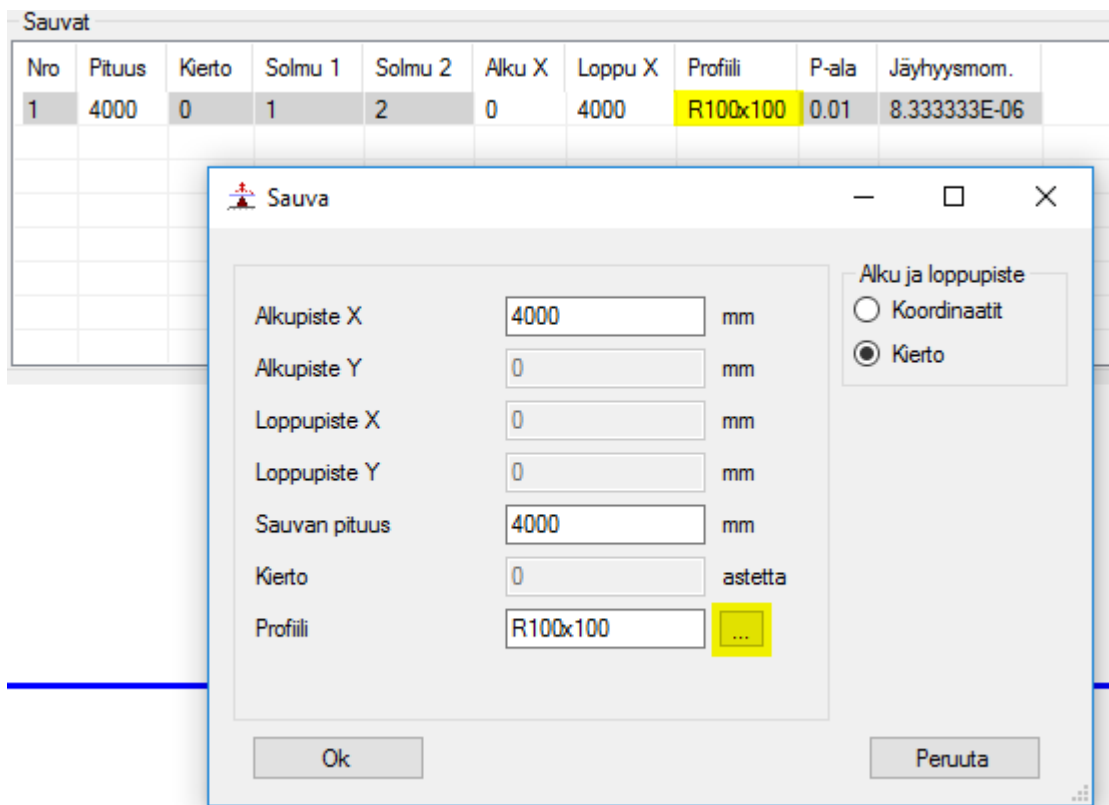 Sauvat
Nro Pituus Kierto Solmu 1 Solmu 2 Alku X Loppu X Profiili P-ala Jäyhyysmom.
1 4000 0 1 2 0 4000 R100x100 0.01 8.333333E-06
Sauva
Alku ja loppupiste
Alkupiste X 4000 mm Koordinaatit
Alkupiste Y 0 mm Kierto
Loppupiste X 0 mm
Loppupiste Y 0 mm
Sauvan pituus 4000 mm
Kierto 0 astetta
Profiili R100x100 ...
Ok Peruuta